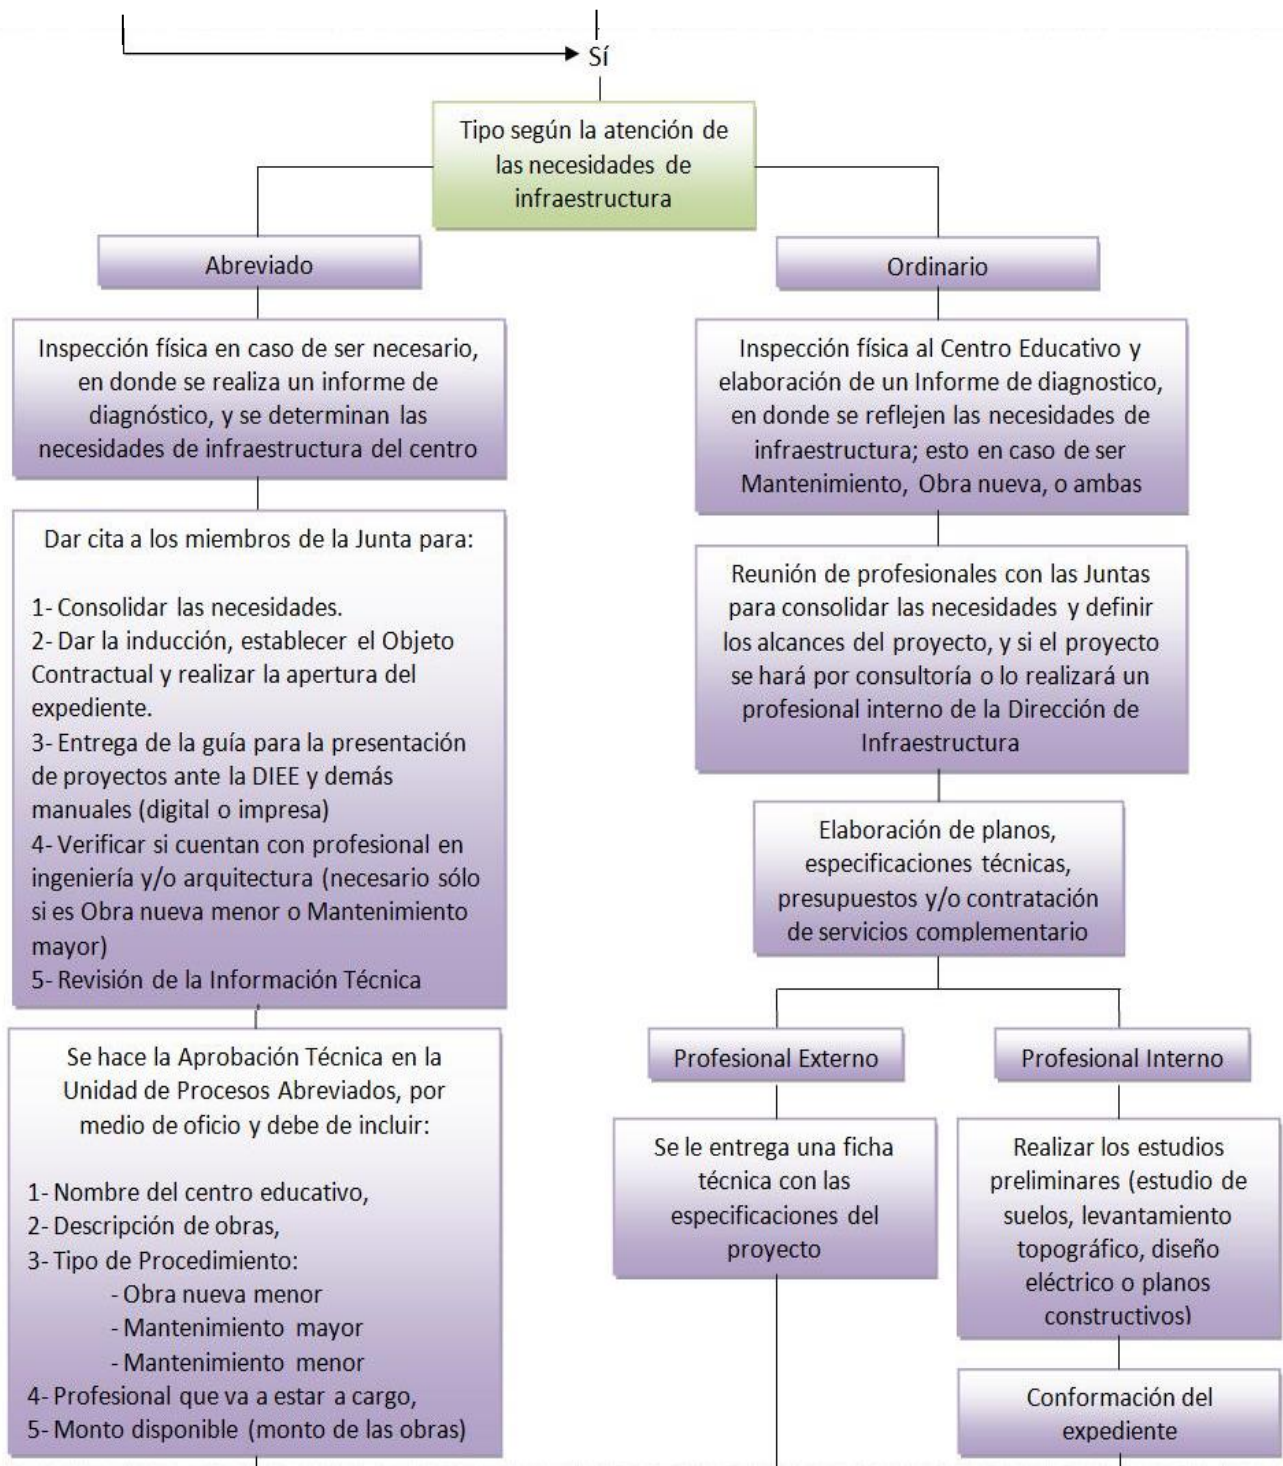 Sí
Tipo según la atención de
las necesidades de
infraestructura
Abreviado
Inspección física en caso de ser necesario,
en donde se realiza un informe de
diagnóstico, y se determinan las
necesidades de infraestructura del centro
Dar cita a los miembros de la Junta para:
1- Consolidar las necesidades.
2- Dar la inducción, establecer el Objeto
Contractual y realizar la apertura del
expediente.
3- Entrega de la guía para la presentación
de proyectos ante la DIEE y demás
manuales (digital o impresa)
4- Verificar si cuentan con profesional en
ingeniería y/o arquitectura (necesario sólo
si es Obra nueva menor o Mantenimiento
mayor)
5- Revisión de la Información Técnica
Se hace la Aprobación Técnica en la
Unidad de Procesos Abreviados, por
medio de oficio y debe de incluir:
1- Nombre del centro educativo,
2- Descripción de obras,
3- Tipo de Procedimiento:
- Obra nueva menor
- Mantenimiento mayor
- Mantenimiento menor
4- Profesional que va a estar a cargo,
5- Monto disponible (monto de las obras)
Ordinario
Inspección física al Centro Educativo y
elaboración de un Informe de diagnostico,
en donde se reflejen las necesidades de
infraestructura; esto en caso de ser
Mantenimiento, Obra nueva, o ambas
Reunión de profesionales con las Juntas
para consolidar las necesidades y definir
los alcances del proyecto, y si el proyecto
se hará por consultoría o lo realizará un
profesional interno de la Dirección de
Infraestructura
Elaboración de planos,
especificaciones técnicas,
presupuestos y/o contratación
de servicios complementario
Profesional Externo
Se le entrega una ficha
técnica con las
especificaciones del
proyecto
Profesional Interno
Realizar los estudios
preliminares (estudio de
suelos, levantamiento
topográfico, diseño
eléctrico o planos
constructivos)
Conformación del
expediente